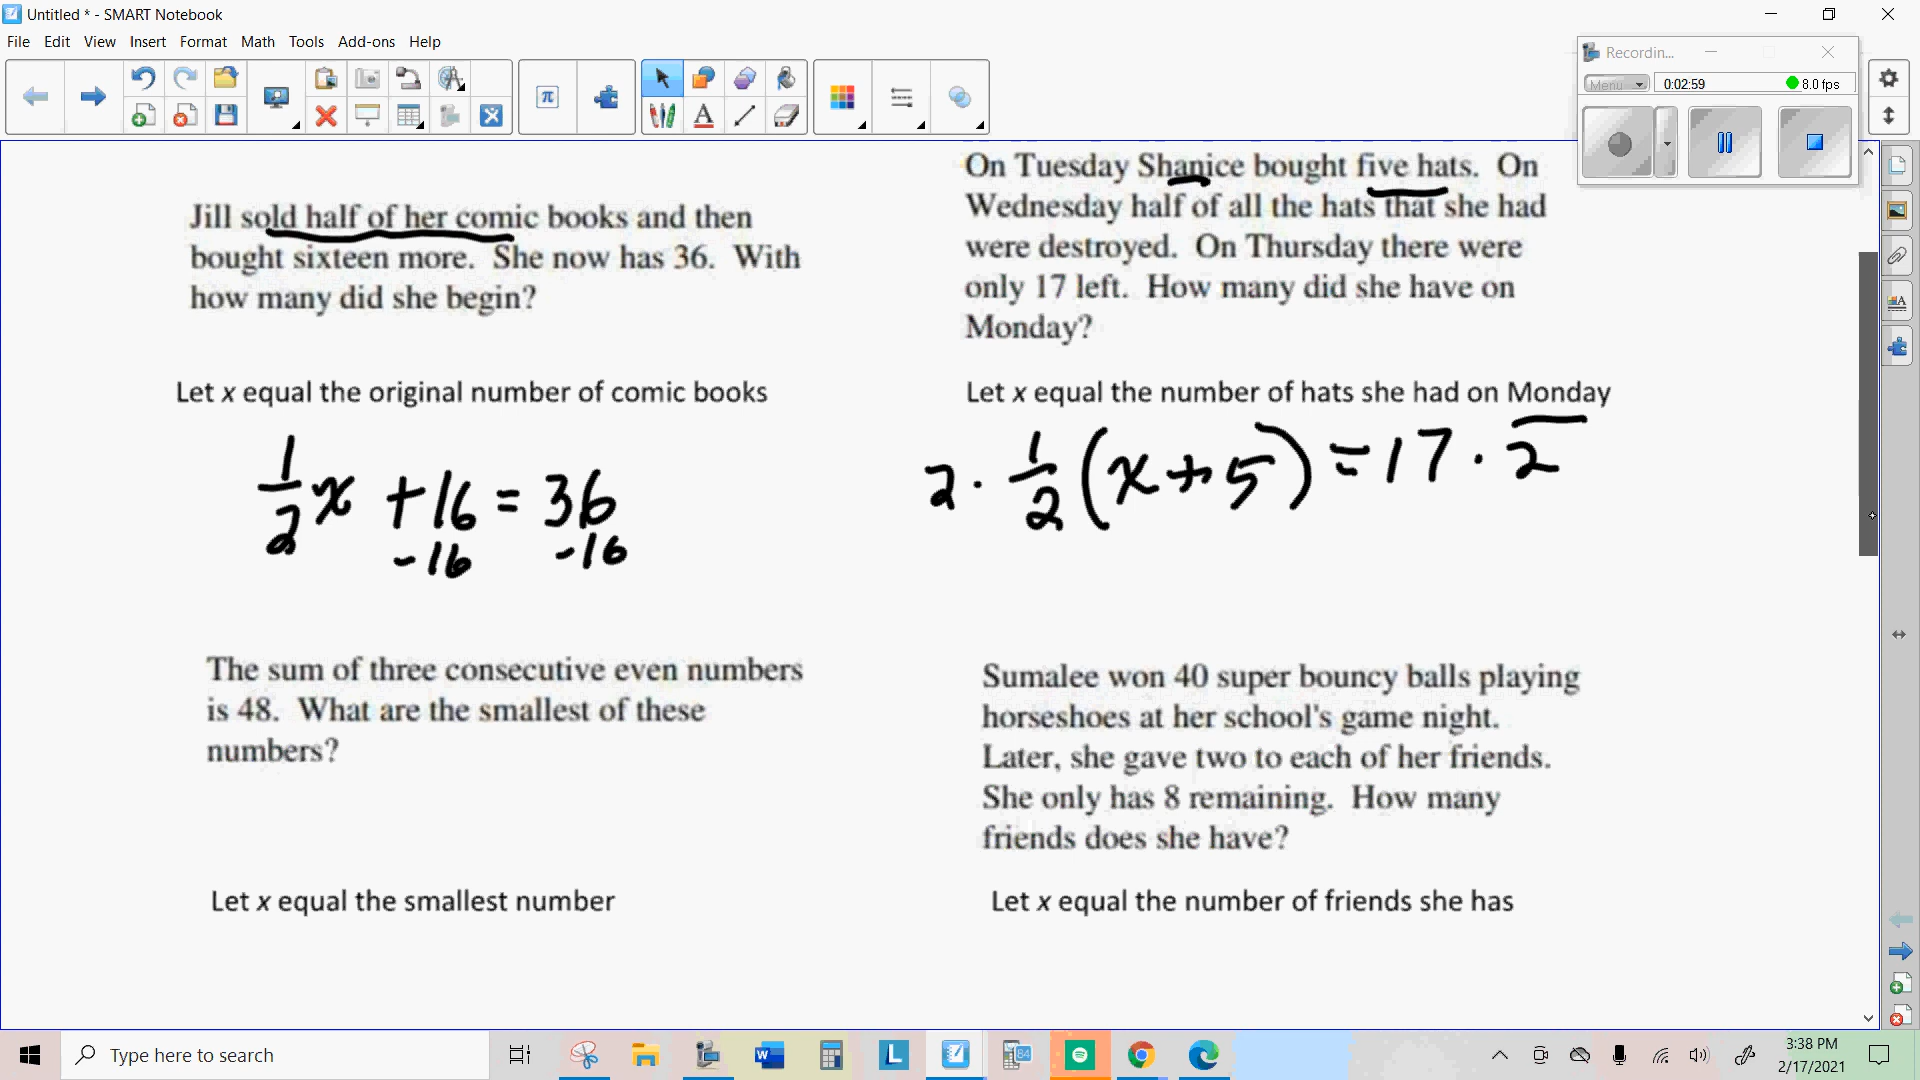 Untitled * - SMART Notebook
File Edit View Insert Format Math Tools Add-ons Help
Recordin...
Menu 0:02:59 8.0 fps
π
A
Jill sold half of her comic books and then
bought sixteen more. She now has 36. With
how many did she begin?
Let x equal the original number of comic books
1/2 x + 16 = 36
-16 -16
On Tuesday Shanice bought five hats. On
Wednesday half of all the hats that she had
were destroyed. On Thursday there were
only 17 left. How many did she have on
Monday?
Let x equal the number of hats she had on Monday
2 · 1/2 (x + 5) = 17 · 2
The sum of three consecutive even numbers
is 48. What are the smallest of these
numbers?
Let x equal the smallest number
Sumalee won 40 super bouncy balls playing
horseshoes at her school's game night.
Later, she gave two to each of her friends.
She only has 8 remaining. How many
friends does she have?
Let x equal the number of friends she has
Type here to search
W
L
84
3:38 PM
2/17/2021